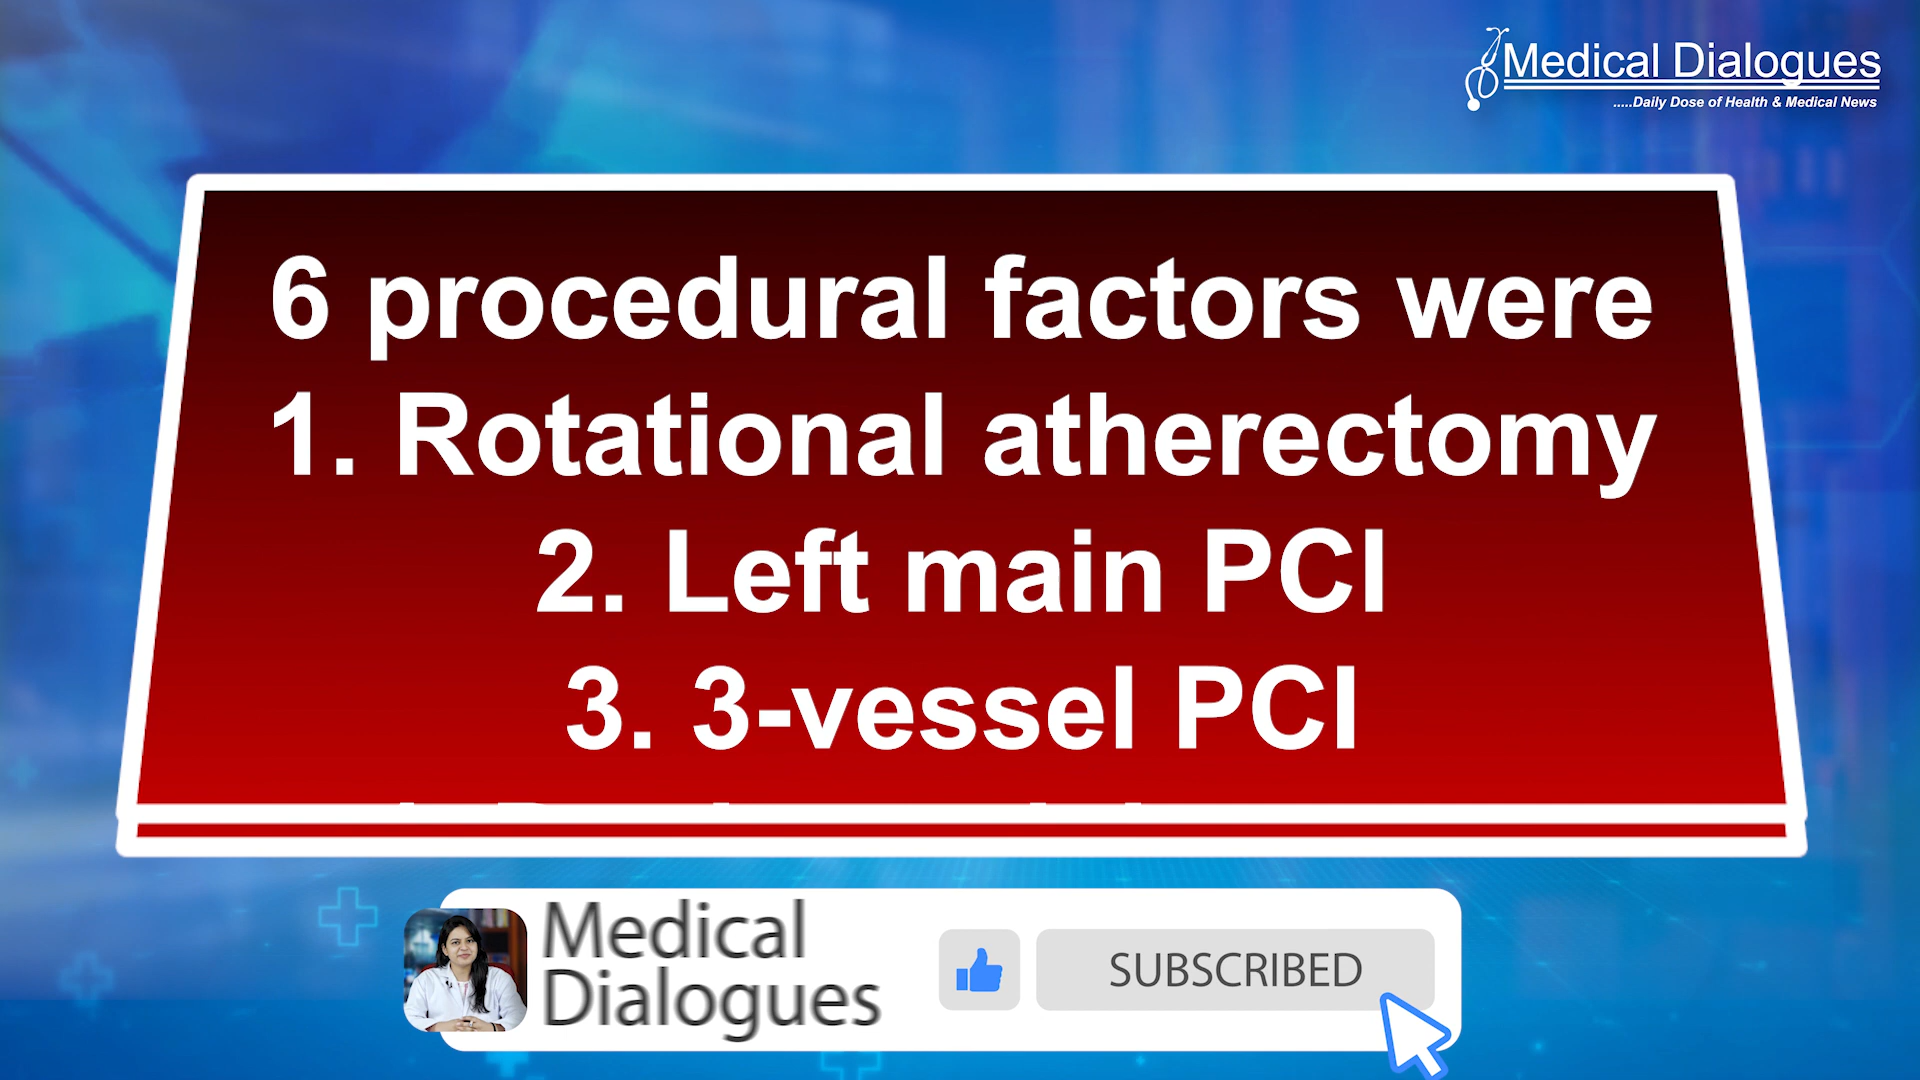 Medical Dialogues
.....Daily Dose of Health & Medical News
6 procedural factors were
1. Rotational atherectomy
2. Left main PCI
3. 3-vessel PCI
Medical
Dialogues
SUBSCRIBED